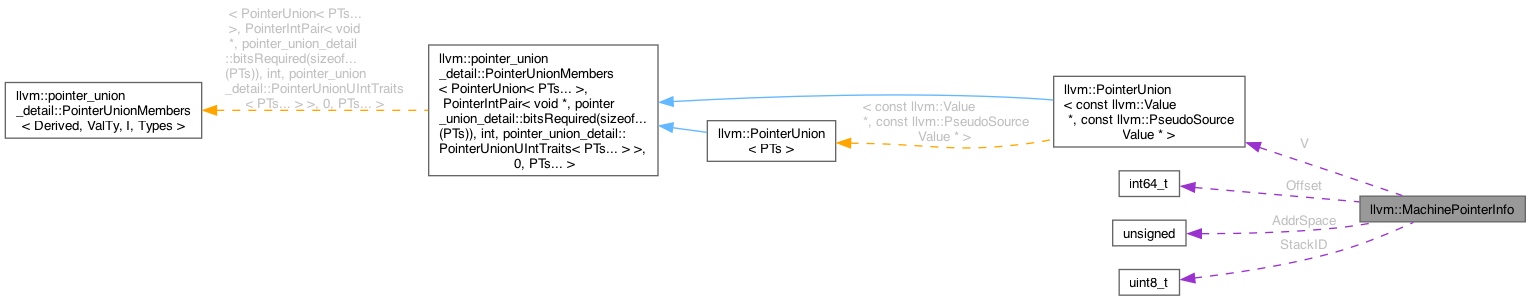 < PointerUnion< PTs...
>, PointerIntPair< void
*, pointer_union_detail
::bitsRequired(sizeof...
(PTs)), int, pointer_union
_detail::PointerUnionUIntTraits
< PTs... > >, 0, PTs... >
llvm::pointer_union
_detail::PointerUnionMembers
< Derived, ValTy, I, Types >
llvm::pointer_union
_detail::PointerUnionMembers
< PointerUnion< PTs... >,
PointerIntPair< void *, pointer
_union_detail::bitsRequired(sizeof...
(PTs)), int, pointer_union_detail::
PointerUnionUIntTraits< PTs... > >,
0, PTs... >
< const llvm::Value
*, const llvm::PseudoSource
Value * >
llvm::PointerUnion
< PTs >
llvm::PointerUnion
< const llvm::Value
*, const llvm::PseudoSource
Value * >
V
int64_t
Offset
llvm::MachinePointerInfo
unsigned
AddrSpace
StackID
uint8_t